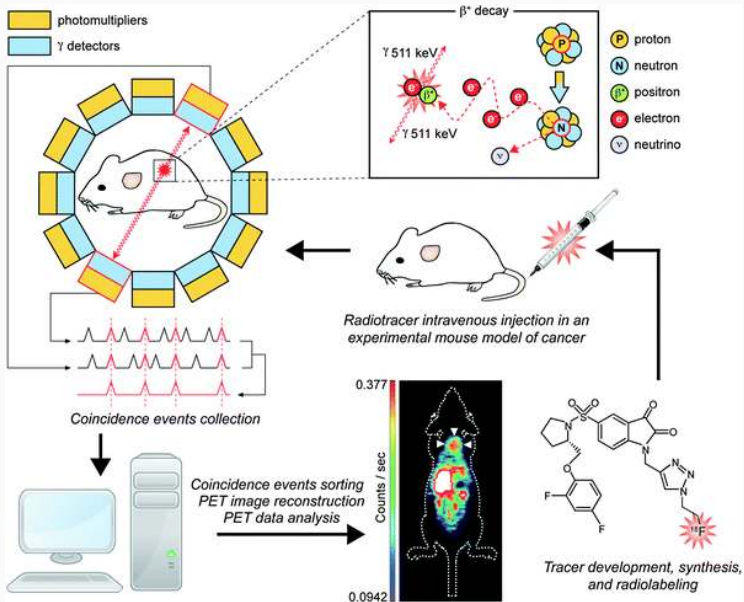 photomultipliers
γ detectors
β⁺ decay
γ 511 keV
γ 511 keV
e⁻
β⁺
e⁻
e⁻
e⁻
ν
P
N
P proton
N neutron
β⁺ positron
e⁻ electron
ν neutrino
Radiotracer intravenous injection in an
experimental mouse model of cancer
Coincidence events collection
Coincidence events sorting
PET image reconstruction
PET data analysis
0.377
Counts / sec
0.0942
O O
S
N
O
F
F
O
O
N
N
N
N
¹⁸F
Tracer development, synthesis,
and radiolabeling